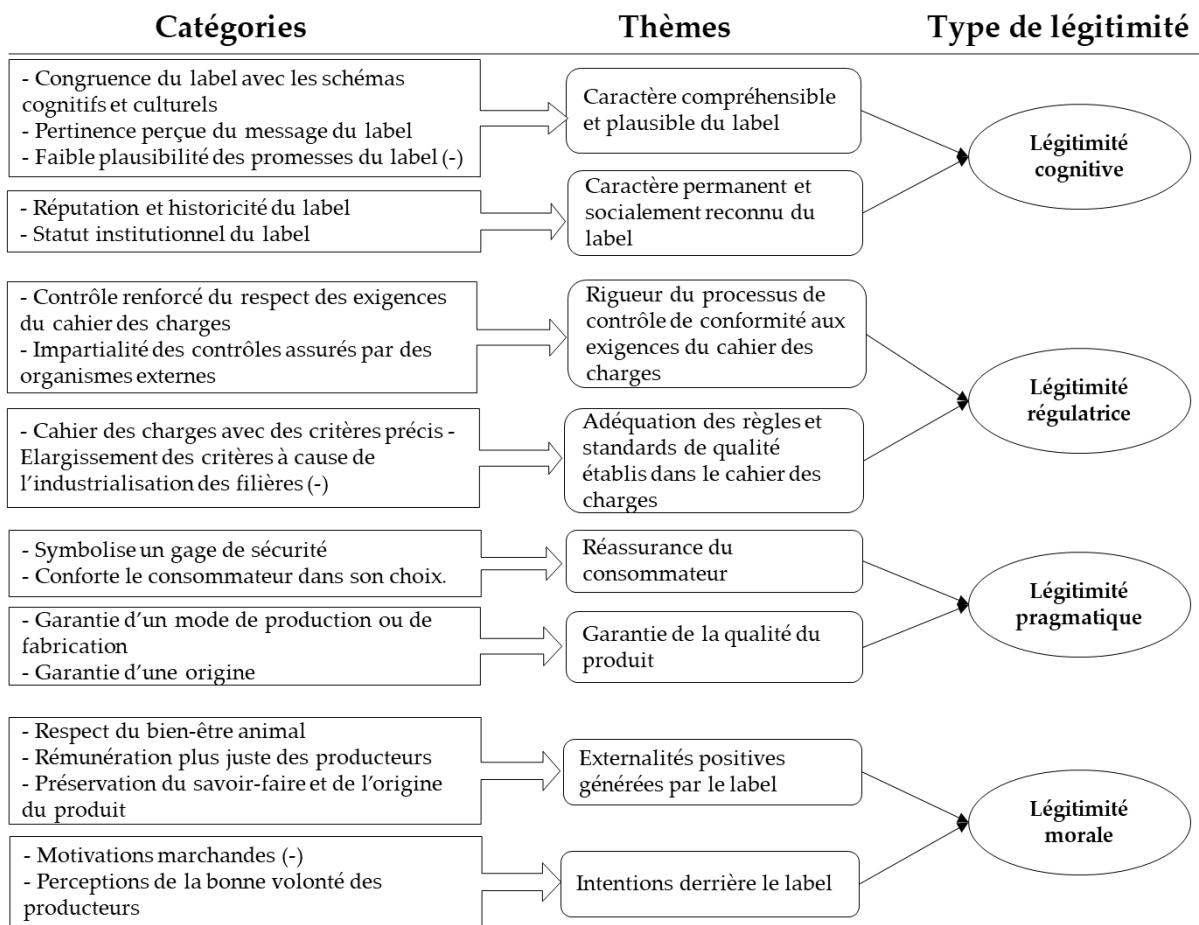 Catégories Thèmes Type de légitimité
- Congruence du label avec les schémas
cognitifs et culturels
- Pertinence perçue du message du label
- Faible plausibilité des promesses du label (-)
Caractère compréhensible
et plausible du label
- Réputation et historicité du label
- Statut institutionnel du label
Caractère permanent et
socialement reconnu du
label
Légitimité
cognitive
- Contrôle renforcé du respect des exigences
du cahier des charges
- Impartialité des contrôles assurés par des
organismes externes
Rigueur du processus de
contrôle de conformité aux
exigences du cahier des
charges
- Cahier des charges avec des critères précis -
Elargissement des critères à cause de
l'industrialisation des filières (-)
Adéquation des règles et
standards de qualité
établis dans le cahier des
charges
Légitimité
régulatrice
- Symbolise un gage de sécurité
- Conforte le consommateur dans son choix.
Réassurance du
consommateur
- Garantie d'un mode de production ou de
fabrication
- Garantie d'une origine
Garantie de la qualité du
produit
Légitimité
pragmatique
- Respect du bien-être animal
- Rémunération plus juste des producteurs
- Préservation du savoir-faire et de l'origine
du produit
Externalités positives
générées par le label
- Motivations marchandes (-)
- Perceptions de la bonne volonté des
producteurs
Intentions derrière le label
Légitimité
morale